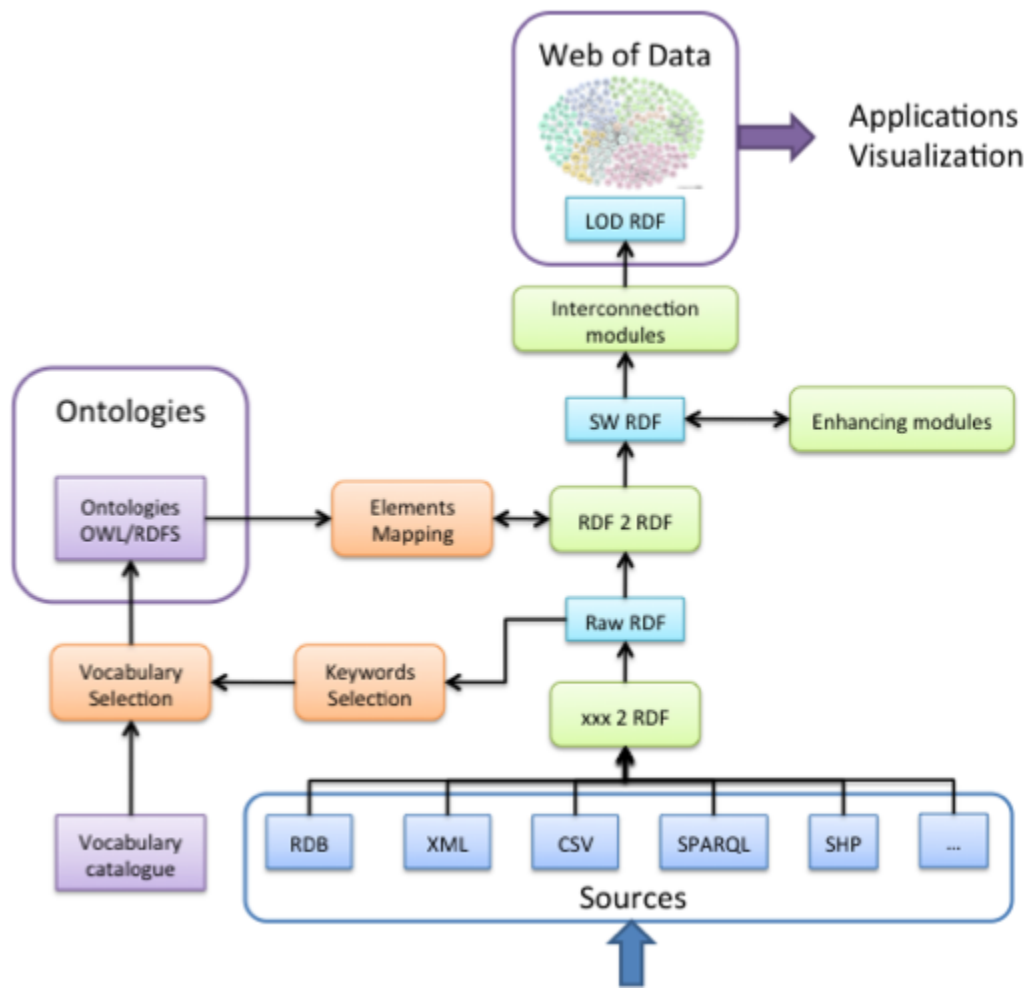 Web of Data
LOD RDF
Applications
Visualization
Interconnection
modules
Ontologies
SW RDF
Enhancing modules
Ontologies
OWL/RDFS
Elements
Mapping
RDF 2 RDF
Raw RDF
Vocabulary
Selection
Keywords
Selection
xxx 2 RDF
Vocabulary
catalogue
RDB
XML
CSV
SPARQL
SHP
...
Sources